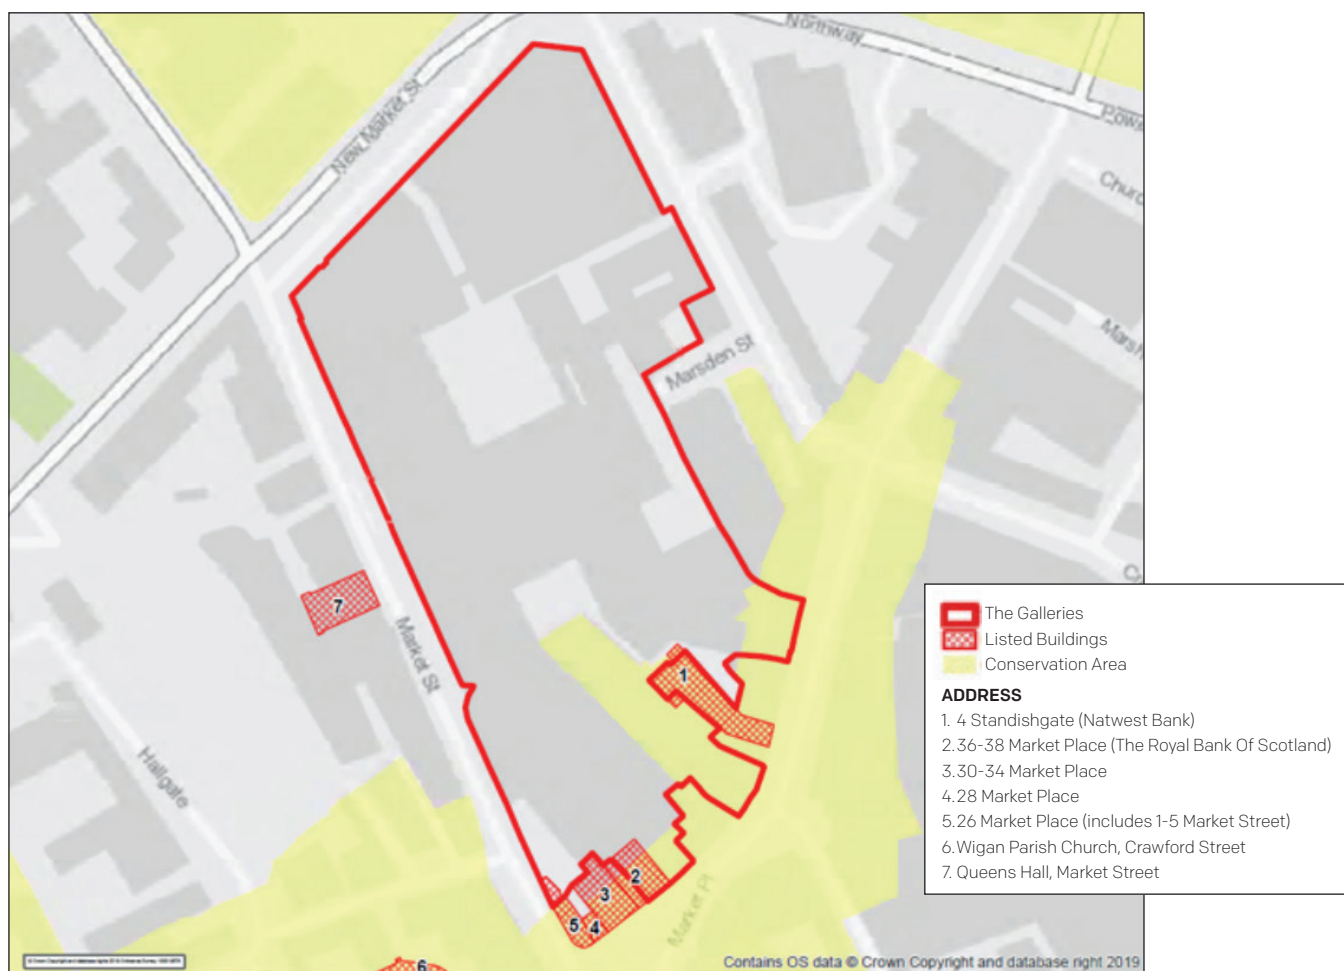 Northway
New Market St
Powe
Churc
Marsh
Marsden St
Cr
7
Market St
1
Hallgate
2
3
5
4
Market Pl
6
The Galleries
Listed Buildings
Conservation Area
ADDRESS
1. 4 Standishgate (Natwest Bank)
2.36-38 Market Place (The Royal Bank Of Scotland)
3.30-34 Market Place
4.28 Market Place
5.26 Market Place (includes 1-5 Market Street)
6.Wigan Parish Church, Crawford Street
7. Queens Hall, Market Street
Contains OS data © Crown Copyright and database right 2019